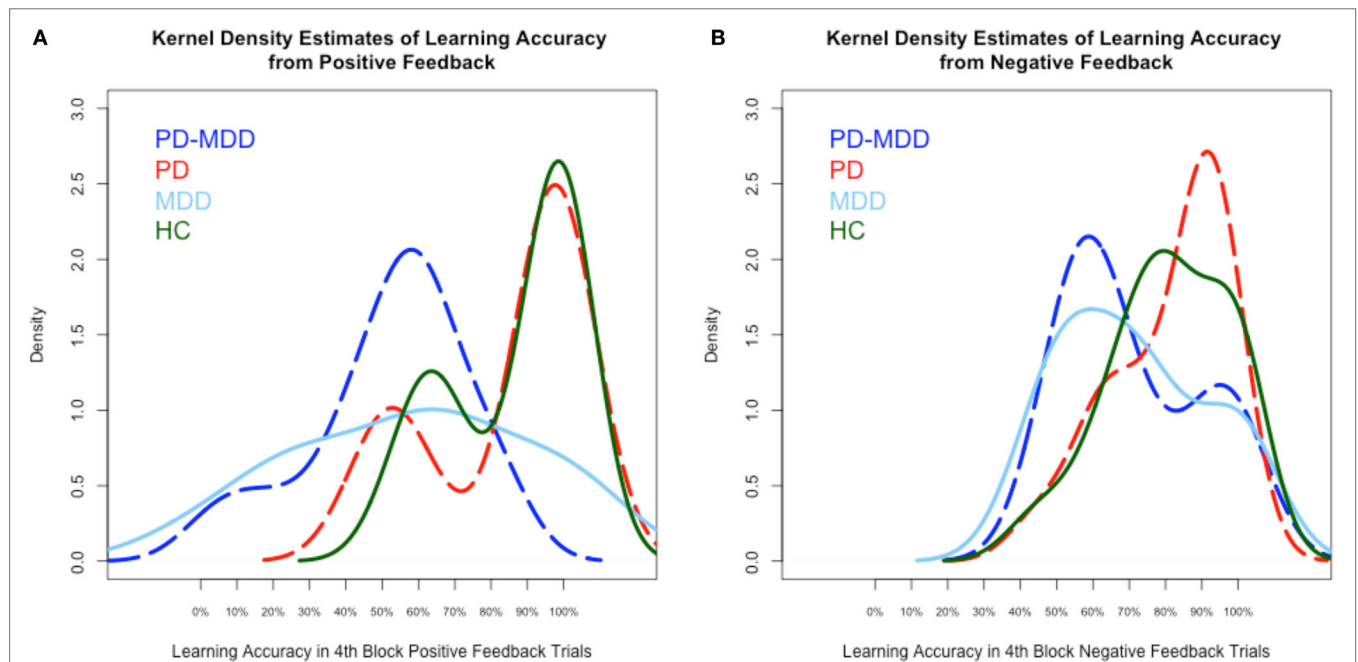 A
Kernel Density Estimates of Learning Accuracy
from Positive Feedback
3.0
2.5
2.0
1.5
1.0
0.5
0.0
Density
PD-MDD
PD
MDD
HC
0% 10% 20% 30% 40% 50% 60% 70% 80% 90% 100%
Learning Accuracy in 4th Block Positive Feedback Trials
B
Kernel Density Estimates of Learning Accuracy
from Negative Feedback
3.0
2.5
2.0
1.5
1.0
0.5
0.0
Density
PD-MDD
PD
MDD
HC
0% 10% 20% 30% 40% 50% 60% 70% 80% 90% 100%
Learning Accuracy in 4th Block Negative Feedback Trials